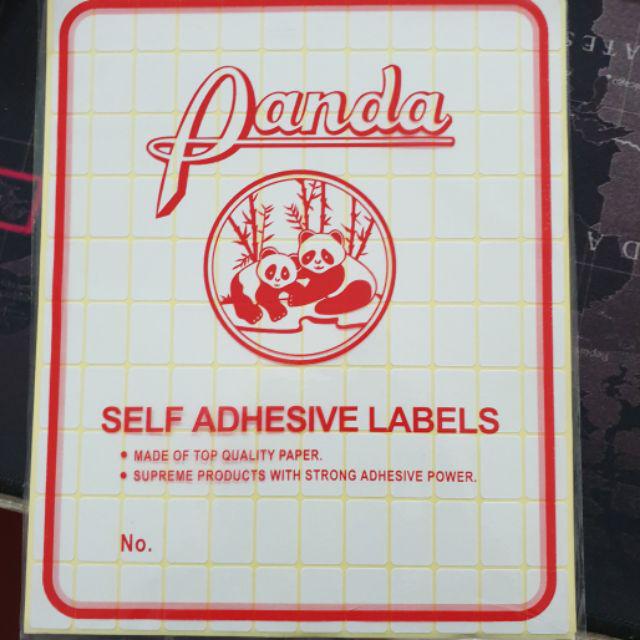 Panda
SELF ADHESIVE LABELS
• MADE OF TOP QUALITY PAPER.
• SUPREME PRODUCTS WITH STRONG ADHESIVE POWER.
No.